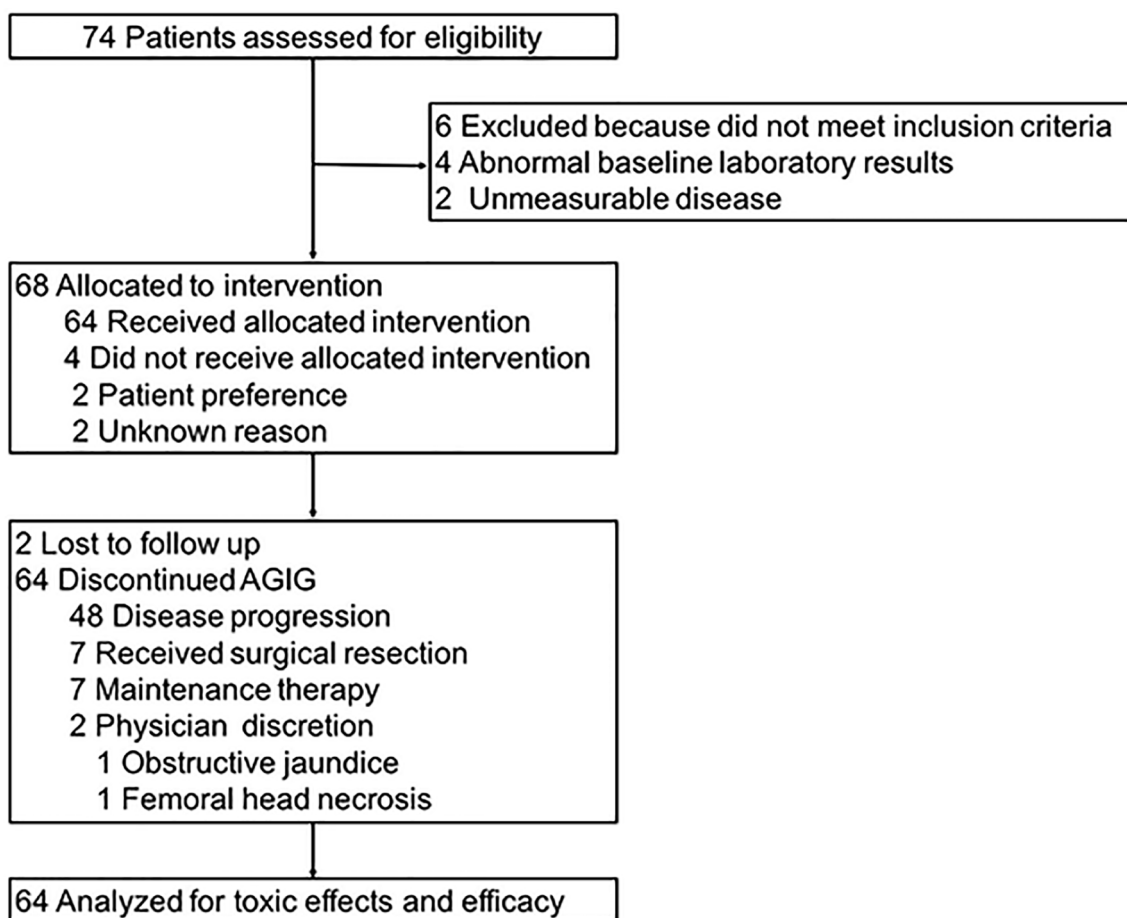 74 Patients assessed for eligibility
6 Excluded because did not meet inclusion criteria
4 Abnormal baseline laboratory results
2 Unmeasurable disease
68 Allocated to intervention
64 Received allocated intervention
4 Did not receive allocated intervention
2 Patient preference
2 Unknown reason
2 Lost to follow up
64 Discontinued AGIG
48 Disease progression
7 Received surgical resection
7 Maintenance therapy
2 Physician discretion
1 Obstructive jaundice
1 Femoral head necrosis
64 Analyzed for toxic effects and efficacy